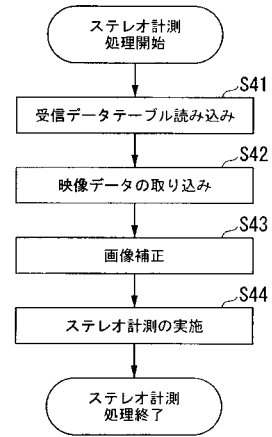 ステレオ計測
処理開始
S41
受信データテーブル読み込み
S42
映像データの取り込み
S43
画像補正
S44
ステレオ計測の実施
ステレオ計測
処理終了